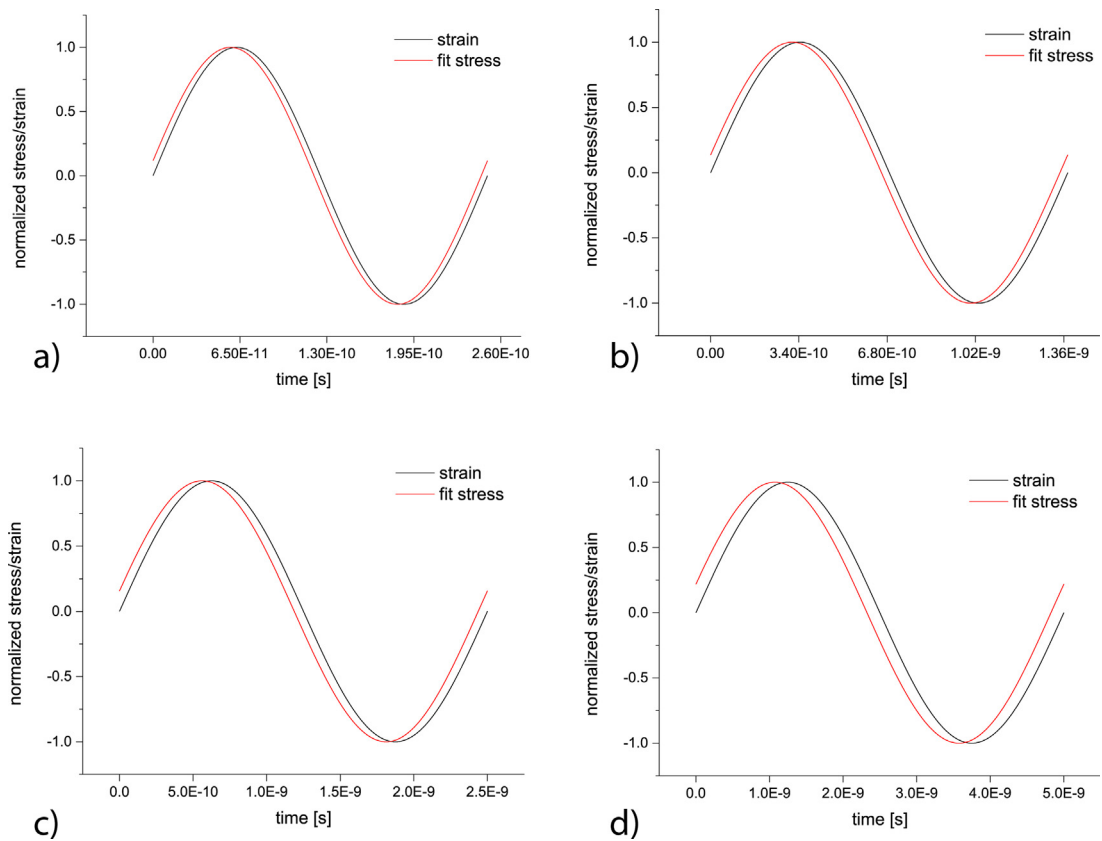 strain
fit stress
1.0
0.5
0.0
-0.5
-1.0
normalized stress/strain
0.00
6.50E-11
1.30E-10
1.95E-10
2.60E-10
time [s]
a)
strain
fit stress
1.0
0.5
0.0
-0.5
-1.0
normalized stress/strain
0.00
3.40E-10
6.80E-10
1.02E-9
1.36E-9
time [s]
b)
strain
fit stress
1.0
0.5
0.0
-0.5
-1.0
normalized stress/strain
0.0
5.0E-10
1.0E-9
1.5E-9
2.0E-9
2.5E-9
time [s]
c)
strain
fit stress
1.0
0.5
0.0
-0.5
-1.0
normalized stress/strain
0.0
1.0E-9
2.0E-9
3.0E-9
4.0E-9
5.0E-9
time [s]
d)